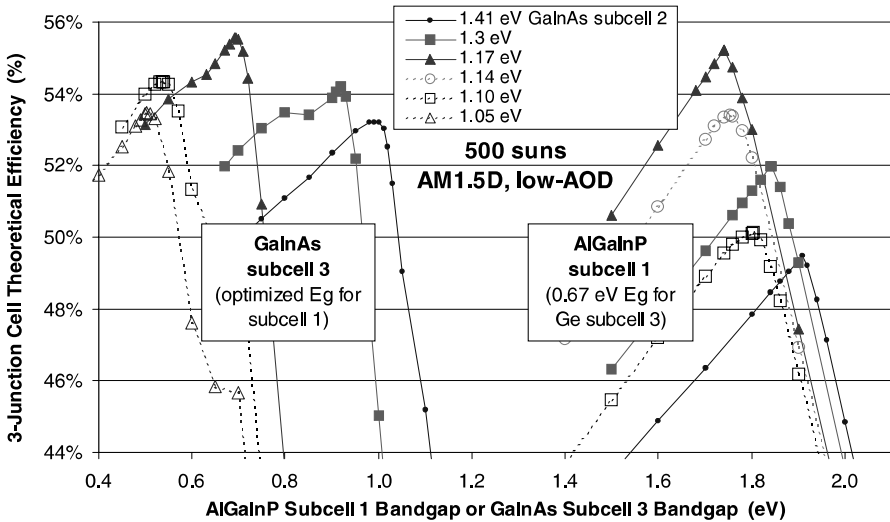 56%
54%
52%
50%
48%
46%
44%
3-Junction Cell Theoretical Efficiency (%)
1.41 eV GaInAs subcell 2
1.3 eV
1.17 eV
1.14 eV
1.10 eV
1.05 eV
500 suns
AM1.5D, low-AOD
GaInAs
subcell 3
(optimized Eg for
subcell 1)
AlGaInP
subcell 1
(0.67 eV Eg for
Ge subcell 3)
0.4 0.6 0.8 1.0 1.2 1.4 1.6 1.8 2.0
AlGaInP Subcell 1 Bandgap or GaInAs Subcell 3 Bandgap (eV)